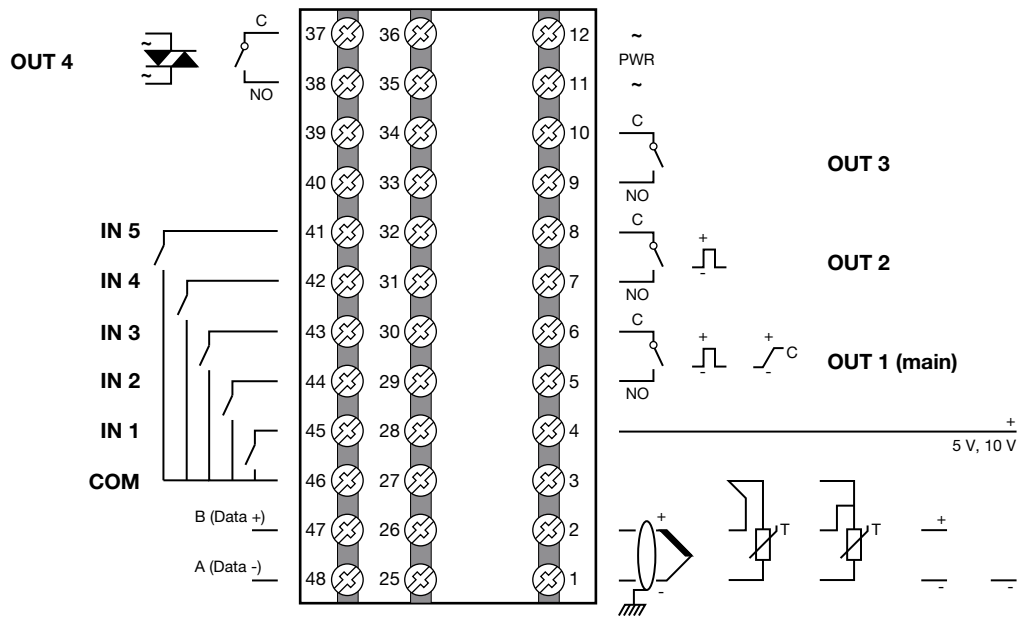 C
37 36 12 ~
OUT 4 ~ PWR
~ 38 35 11 ~
NO
39 34 10 C
OUT 3
40 33 9 NO
IN 5 41 32 8 C
+
- OUT 2
IN 4 42 31 7 NO
IN 3 43 30 6 C
+ +
C OUT 1 (main)
- -
IN 2 44 29 5 NO
IN 1 45 28 4 +
5 V, 10 V
COM 46 27 3
B (Data +) 47 26 2 + T T +
A (Data -) 48 25 1 - - -